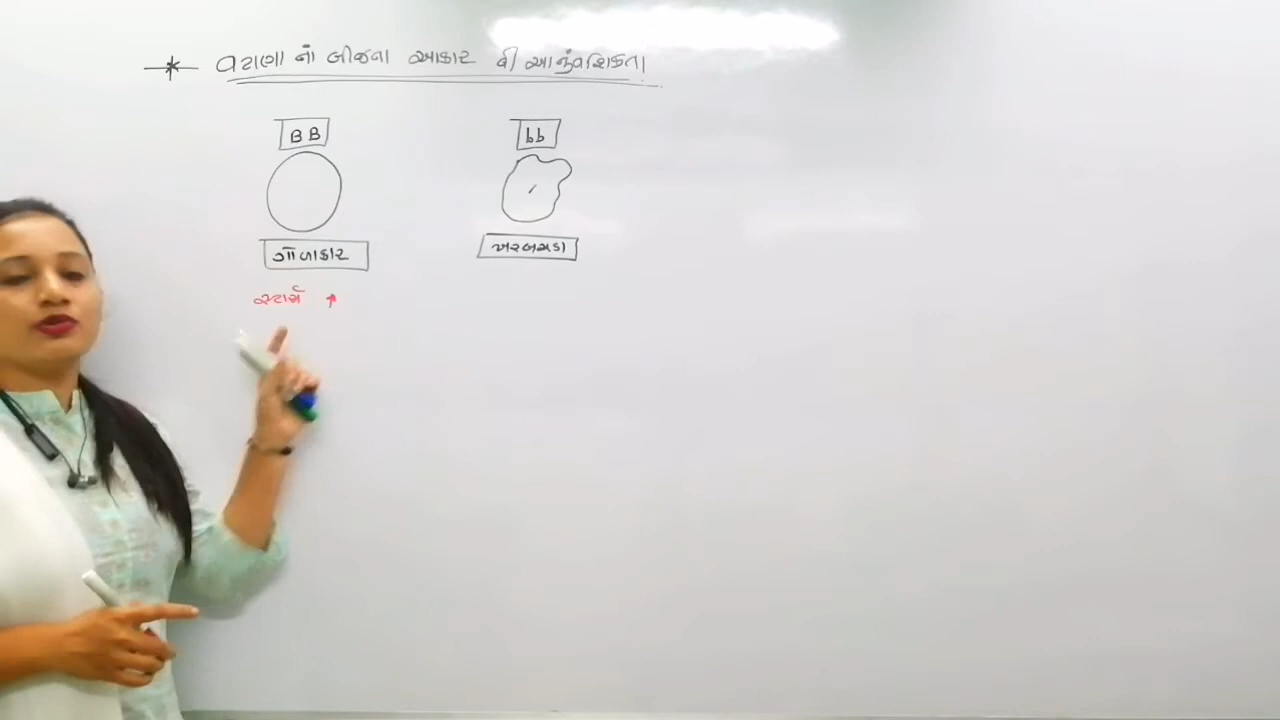 * વટાણાનાં બીજના આકાર ની આનુંવંશિકતા
BB
bb
ગોળાકાર
ખરબચડા
સ્ટાર્ચ ↑